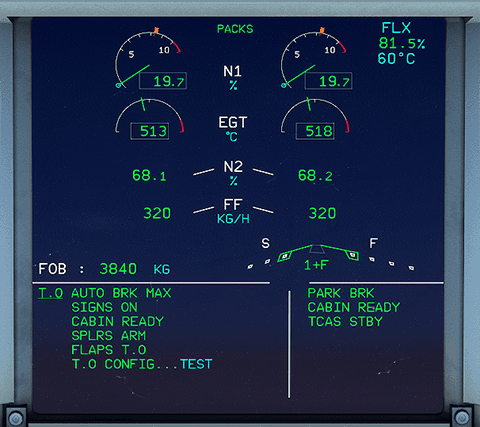 PACKS
FLX
81.5%
60°C
5 10
5 10
19.7 N1 % 19.7
513 EGT °C 518
68.1 N2 % 68.2
320 FF KG/H 320
S F
1+F
FOB : 3840 KG
T.O AUTO BRK MAX
SIGNS ON
CABIN READY
SPLRS ARM
FLAPS T.O
T.O CONFIG...TEST
PARK BRK
CABIN READY
TCAS STBY